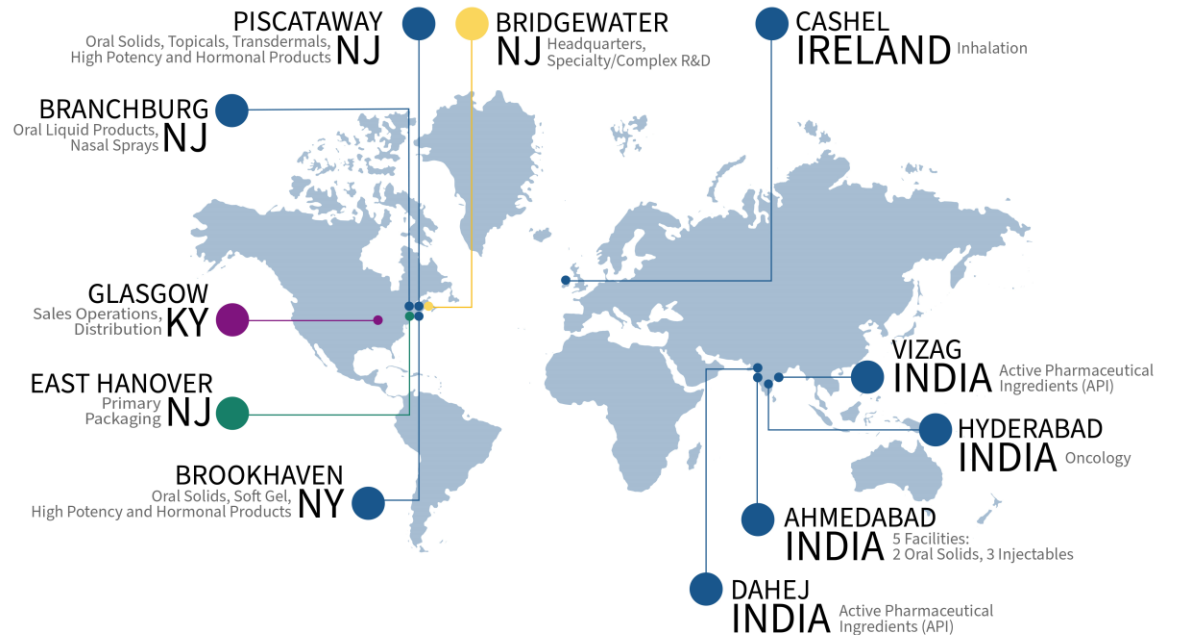 PISCATAWAY
Oral Solids, Topicals, Transdermals,
High Potency and Hormonal Products
NJ
BRIDGEWATER
NJ
Headquarters,
Specialty/Complex R&D
CASHEL
IRELAND
Inhalation
BRANCHBURG
Oral Liquid Products,
Nasal Sprays
NJ
GLASGOW
Sales Operations,
Distribution
KY
EAST HANOVER
Primary
Packaging
NJ
BROOKHAVEN
Oral Solids, Soft Gel,
High Potency and Hormonal Products
NY
VIZAG
INDIA
Active Pharmaceutical
Ingredients (API)
HYDERABAD
INDIA
Oncology
AHMEDABAD
INDIA
5 Facilities:
2 Oral Solids, 3 Injectables
DAHEJ
INDIA
Active Pharmaceutical
Ingredients (API)